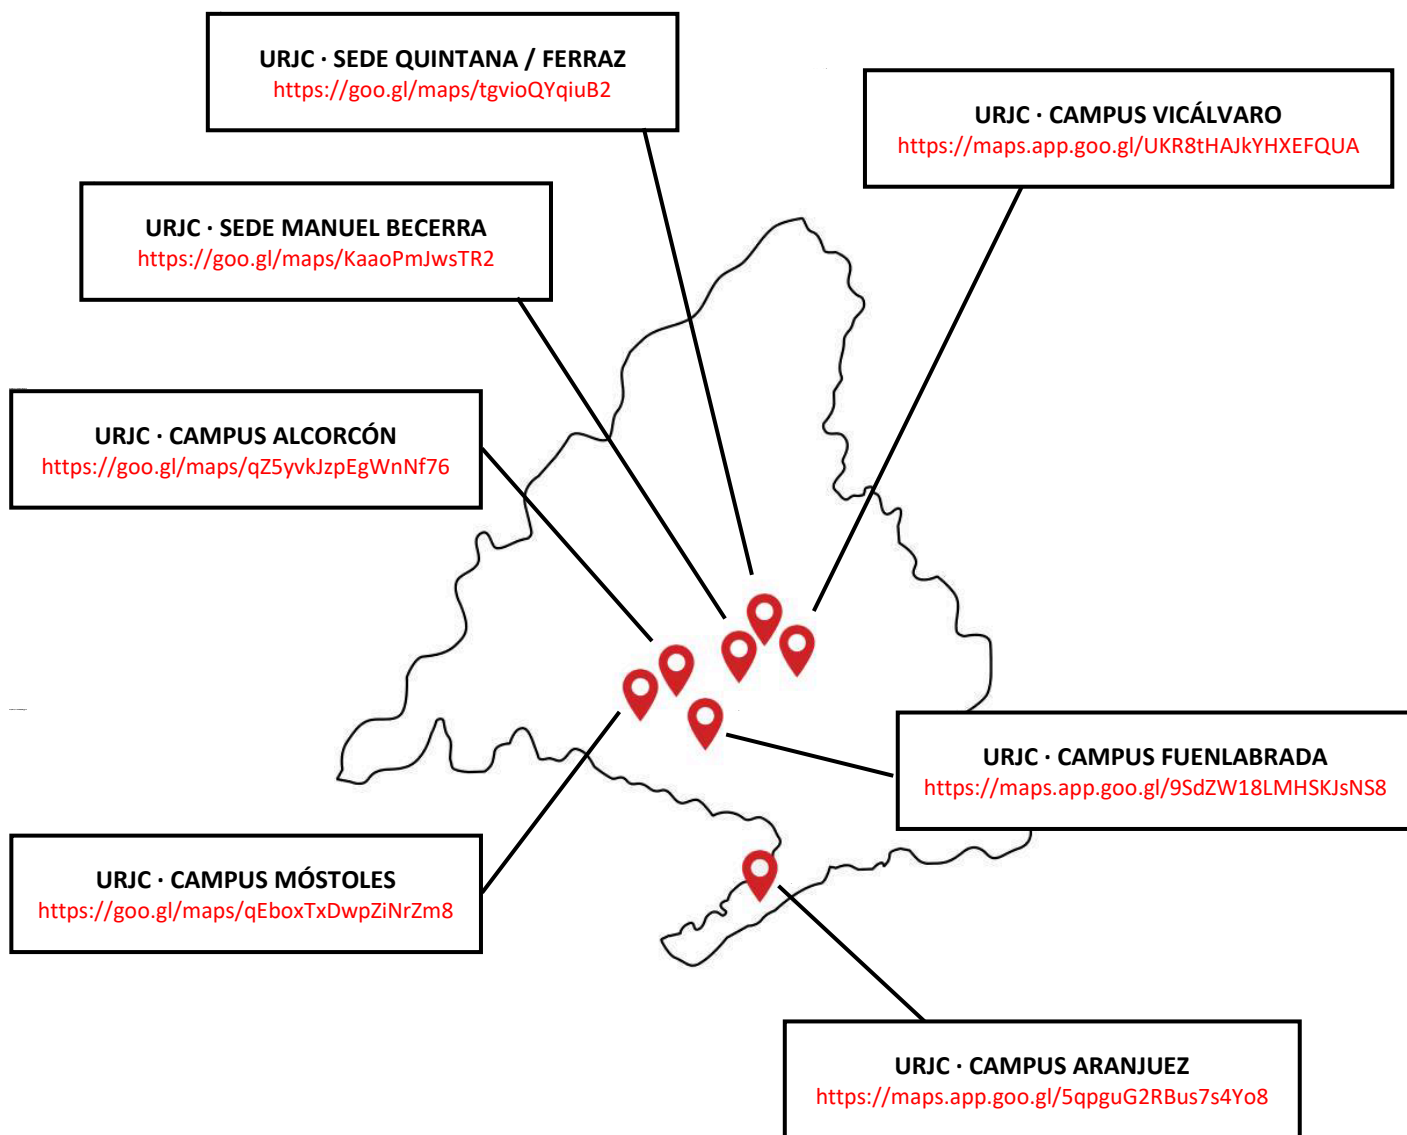 URJC · SEDE QUINTANA / FERRAZ
https://goo.gl/maps/tgvioQYqiuB2
URJC · CAMPUS VICÁLVARO
https://maps.app.goo.gl/UKR8tHAJkYHXEFQUA
URJC · SEDE MANUEL BECERRA
https://goo.gl/maps/KaaoPmJwsTR2
URJC · CAMPUS ALCORCÓN
https://goo.gl/maps/qZ5yvkJzpEgWnNf76
URJC · CAMPUS FUENLABRADA
https://maps.app.goo.gl/9SdZW18LMHSKJsNS8
URJC · CAMPUS MÓSTOLES
https://goo.gl/maps/qEboxTxDwpZiNrZm8
URJC · CAMPUS ARANJUEZ
https://maps.app.goo.gl/5qpguG2RBus7s4Yo8